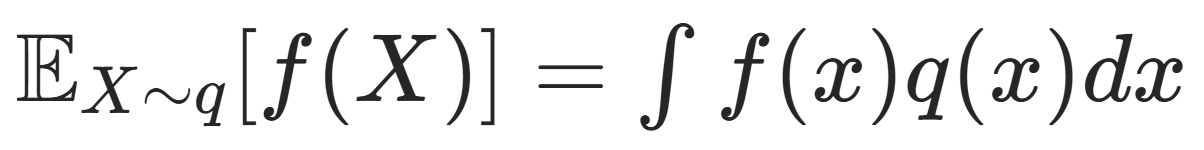 𝔼_{X∼q}[f(X)] = ∫ f(x)q(x)dx